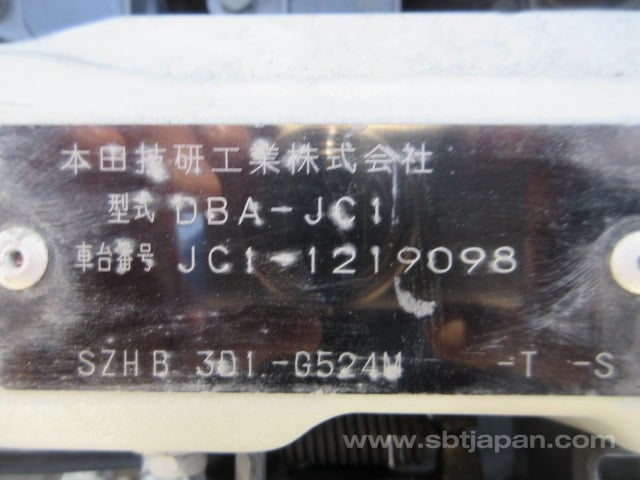 本田技研工業株式会社
型式 DBA-JC1
車台番号 JC1-1219098
SZHB 3D1-G524M -T -S
www.sbtjapan.com